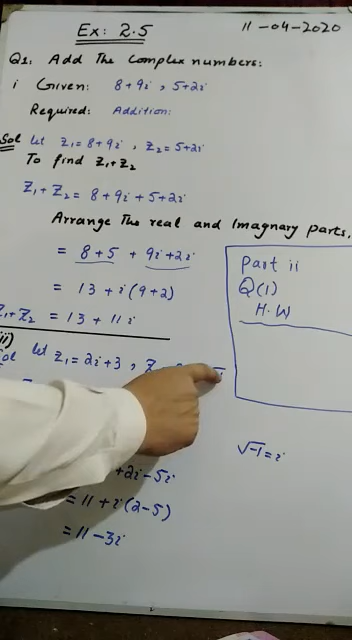 Ex: 2.5
11-04-2020
Q1. Add The Complex numbers:
i Given: 8+9i, 5+2i
Required: Addition:
Sol let Z₁=8+9i, Z₂=5+2i
To find Z₁+Z₂
Z₁+Z₂ = 8+9i+5+2i
Arrange The real and Imagnary parts.
= 8+5 + 9i+2i
= 13 + i(9+2)
Z₁+Z₂ = 13 + 11i
Part ii
Q(1)
H.W
ii)
Sol let Z₁=2i+3,
+2i-5i
= 11 + i(2-5)
= 11-3i
√-1=i